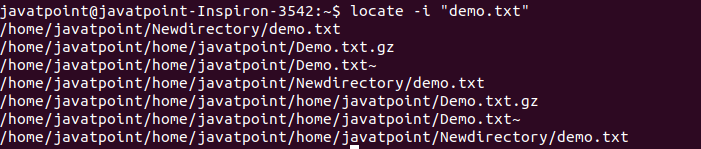 javatpoint@javatpoint-Inspiron-3542:~$ locate -i "demo.txt"
/home/javatpoint/Newdirectory/demo.txt
/home/javatpoint/home/javatpoint/Demo.txt.gz
/home/javatpoint/home/javatpoint/Demo.txt~
/home/javatpoint/home/javatpoint/Newdirectory/demo.txt
/home/javatpoint/home/javatpoint/home/javatpoint/Demo.txt.gz
/home/javatpoint/home/javatpoint/home/javatpoint/Demo.txt~
/home/javatpoint/home/javatpoint/home/javatpoint/Newdirectory/demo.txt